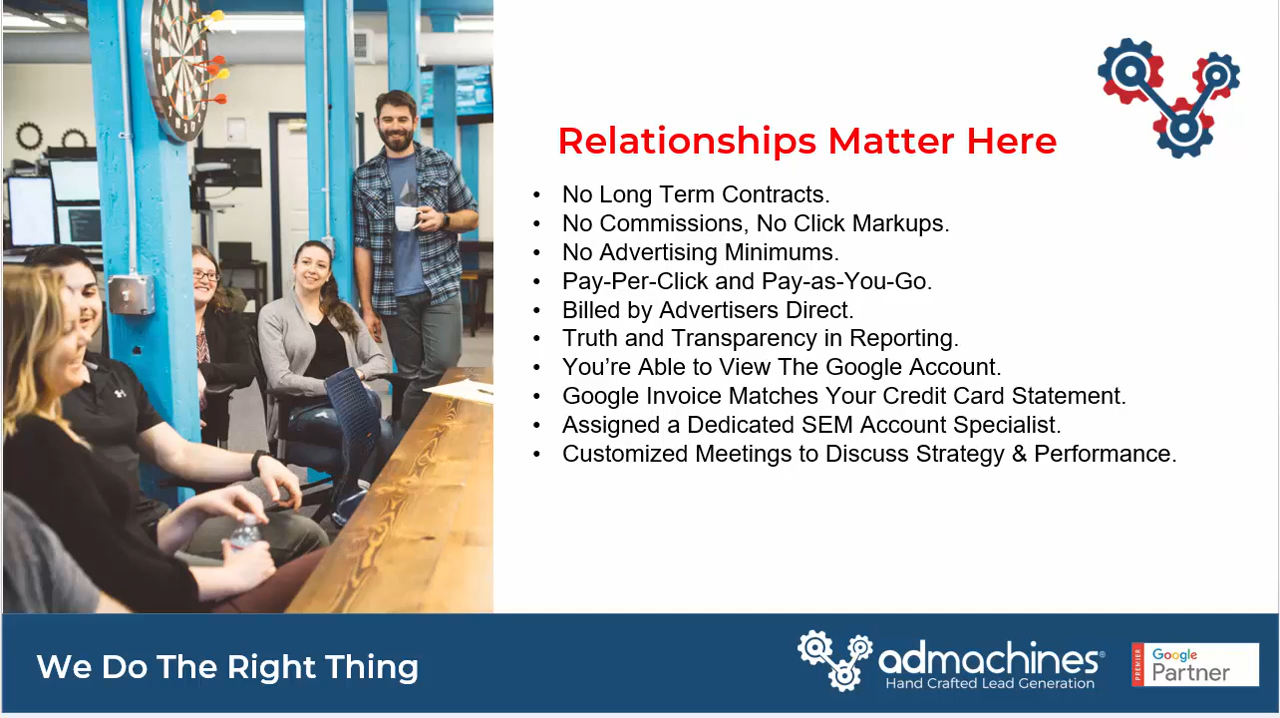 Relationships Matter Here
• No Long Term Contracts.
• No Commissions, No Click Markups.
• No Advertising Minimums.
• Pay-Per-Click and Pay-as-You-Go.
• Billed by Advertisers Direct.
• Truth and Transparency in Reporting.
• You’re Able to View The Google Account.
• Google Invoice Matches Your Credit Card Statement.
• Assigned a Dedicated SEM Account Specialist.
• Customized Meetings to Discuss Strategy & Performance.
We Do The Right Thing
admachines®
Hand Crafted Lead Generation
PREMIER
Google
Partner